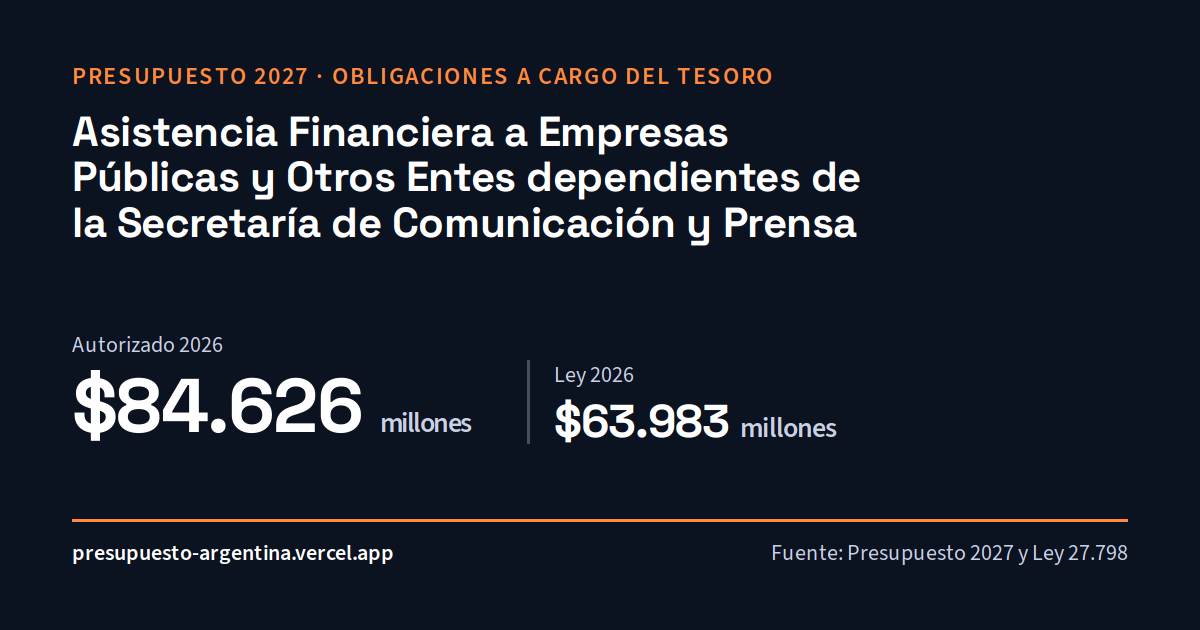 PRESUPUESTO 2027 · OBLIGACIONES A CARGO DEL TESORO
Asistencia Financiera a Empresas
Públicas y Otros Entes dependientes de
la Secretaría de Comunicación y Prensa
Autorizado 2026
$84.626 millones
Ley 2026
$63.983 millones
presupuesto-argentina.vercel.app
Fuente: Presupuesto 2027 y Ley 27.798